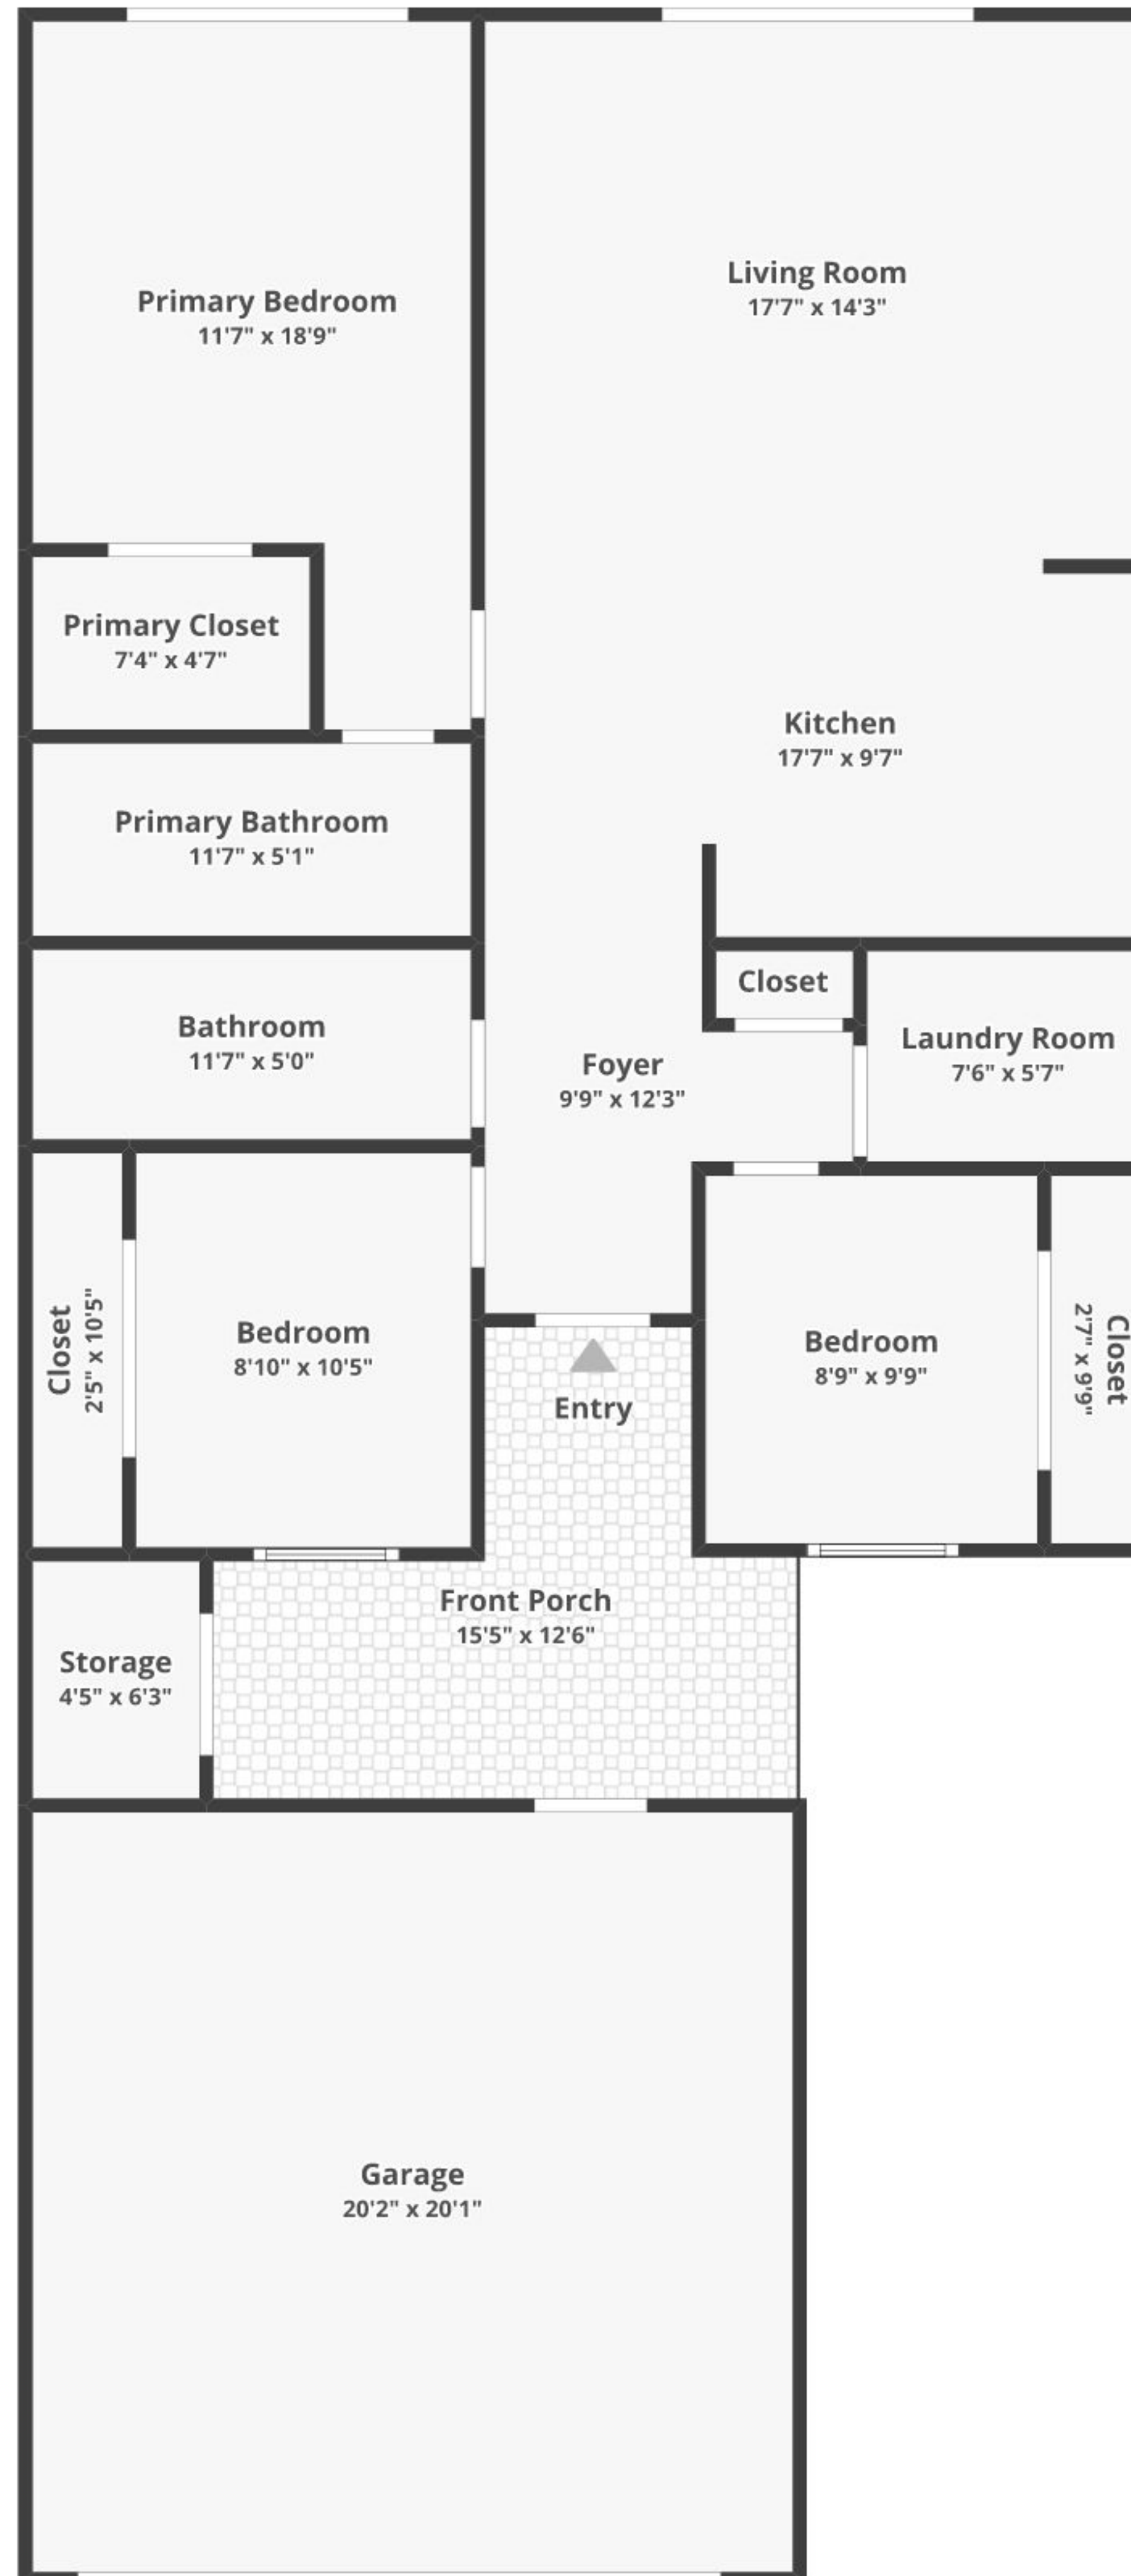 Living Room
17'7" x 14'3"
Primary Bedroom
11'7" x 18'9"
Primary Closet
7'4" x 4'7"
Kitchen
17'7" x 9'7"
Primary Bathroom
11'7" x 5'1"
Closet
Bathroom
11'7" x 5'0"
Laundry Room
7'6" x 5'7"
Foyer
9'9" x 12'3"
Closet
2'5" x 10'5"
Bedroom
8'10" x 10'5"
Bedroom
8'9" x 9'9"
Closet
2'7" x 9'9"
Entry
Front Porch
15'5" x 12'6"
Storage
4'5" x 6'3"
Garage
20'2" x 20'1"